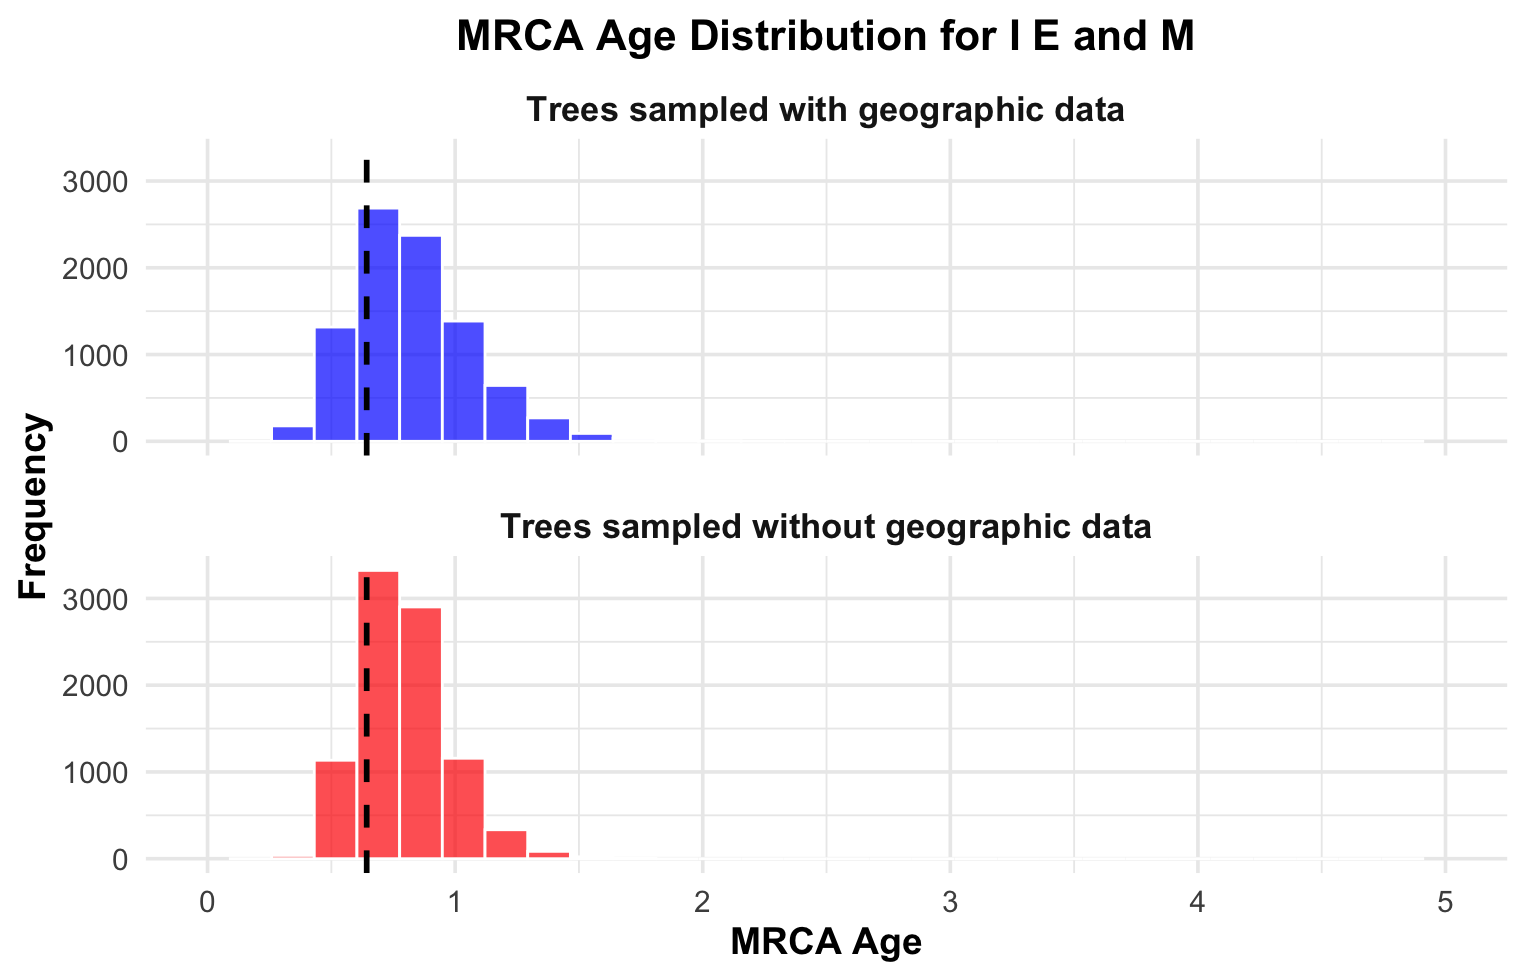 MRCA Age Distribution for I E and M
Trees sampled with geographic data
3000
2000
1000
0
Frequency
Trees sampled without geographic data
3000
2000
1000
0
0 1 2 3 4 5
MRCA Age